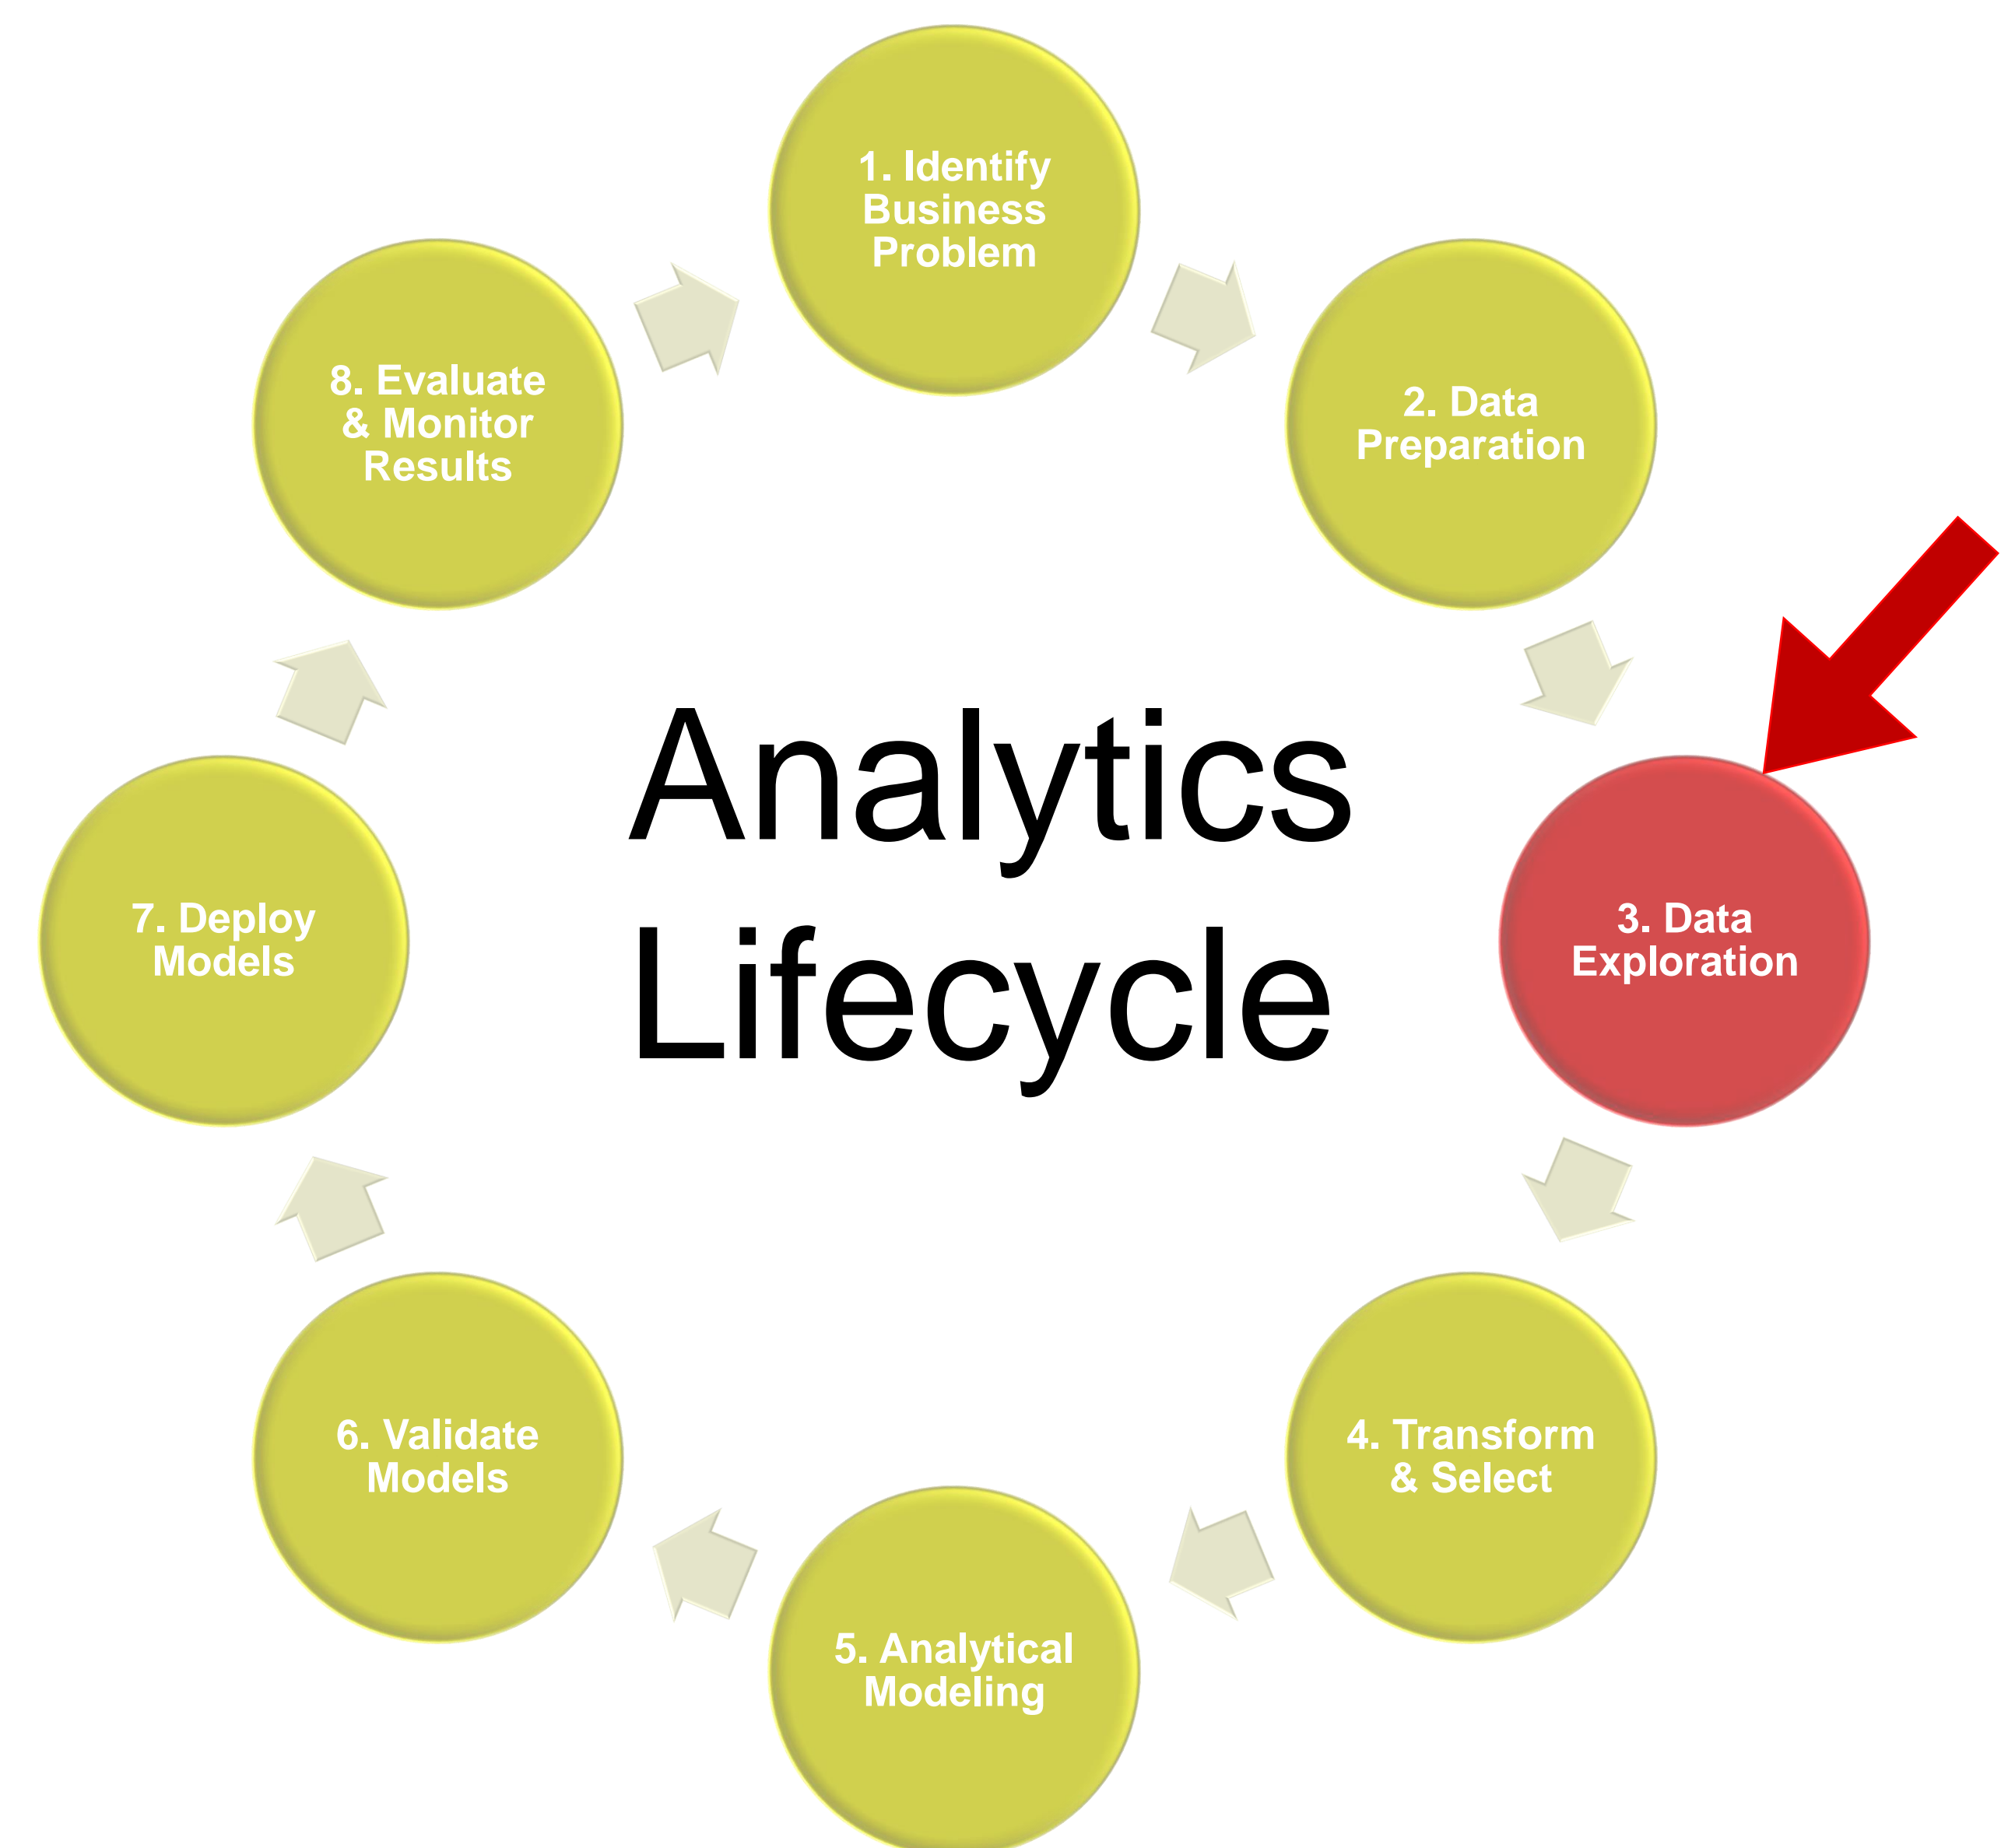 1. Identify
Business
Problem
2. Data
Preparation
3. Data
Exploration
4. Transform
& Select
5. Analytical
Modeling
6. Validate
Models
7. Deploy
Models
8. Evaluate
& Monitor
Results
Analytics
Lifecycle